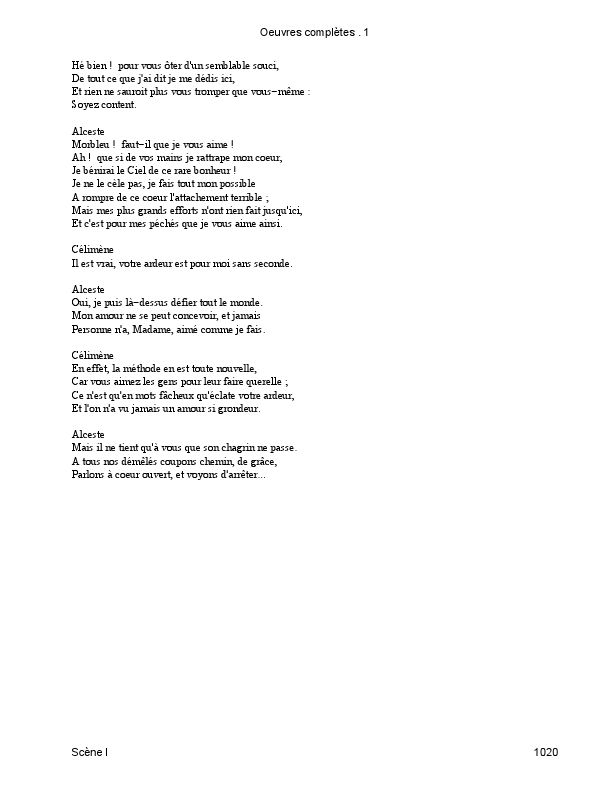 Oeuvres complètes . 1
Hé bien !  pour vous ôter d'un semblable souci,
De tout ce que j'ai dit je me dédis ici,
Et rien ne sauroit plus vous tromper que vous−même :
Soyez content.
Alceste
Morbleu !  faut−il que je vous aime !
Ah !  que si de vos mains je rattrape mon coeur,
Je bénirai le Ciel de ce rare bonheur !
Je ne le cèle pas, je fais tout mon possible
A rompre de ce coeur l'attachement terrible ;
Mais mes plus grands efforts n'ont rien fait jusqu'ici,
Et c'est pour mes péchés que je vous aime ainsi.
Célimène
Il est vrai, votre ardeur est pour moi sans seconde.
Alceste
Oui, je puis là−dessus défier tout le monde.
Mon amour ne se peut concevoir, et jamais
Personne n'a, Madame, aimé comme je fais.
Célimène
En effet, la méthode en est toute nouvelle,
Car vous aimez les gens pour leur faire querelle ;
Ce n'est qu'en mots fâcheux qu'éclate votre ardeur,
Et l'on n'a vu jamais un amour si grondeur.
Alceste
Mais il ne tient qu'à vous que son chagrin ne passe.
A tous nos démêlés coupons chemin, de grâce,
Parlons à coeur ouvert, et voyons d'arrêter...
Scène I
1020